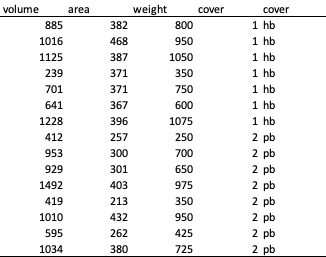 volume area weight cover cover
885 382 800 1 hb
1016 468 950 1 hb
1125 387 1050 1 hb
239 371 350 1 hb
701 371 750 1 hb
641 367 600 1 hb
1228 396 1075 1 hb
412 257 250 2 pb
953 300 700 2 pb
929 301 650 2 pb
1492 403 975 2 pb
419 213 350 2 pb
1010 432 950 2 pb
595 262 425 2 pb
1034 380 725 2 pb